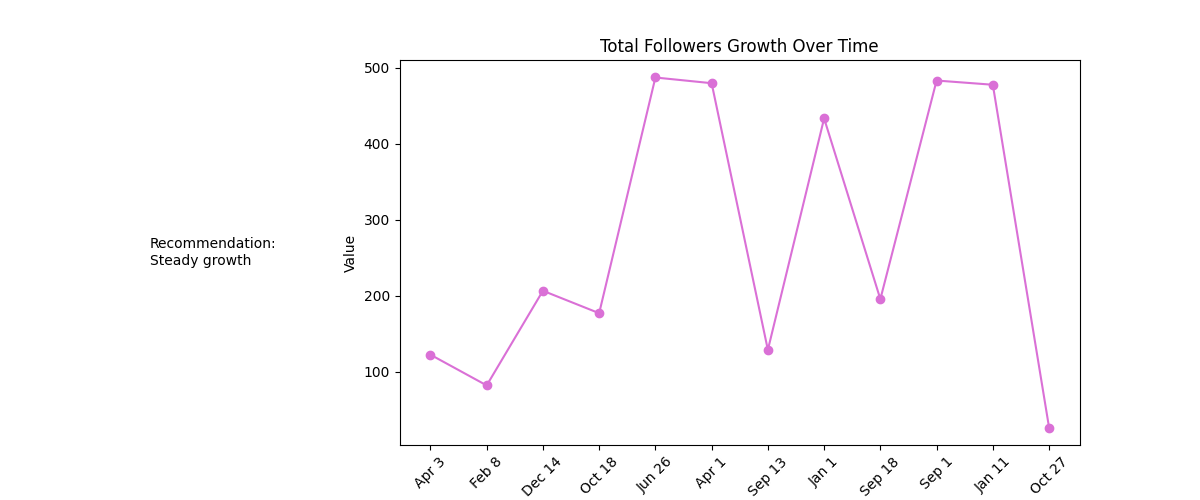 Total Followers Growth Over Time
Recommendation:
Steady growth
Value
500
400
300
200
100
Apr 3
Feb 8
Dec 14
Oct 18
Jun 26
Apr 1
Sep 13
Jan 1
Sep 18
Sep 1
Jan 11
Oct 27